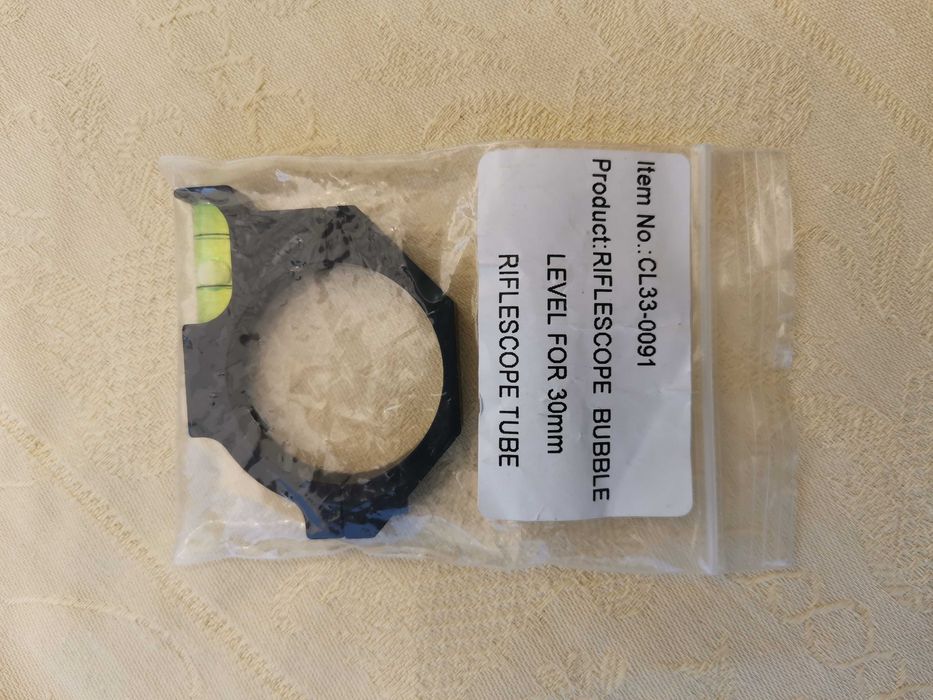 Item No.:CL33-0091
Product:RIFLESCOPE BUBBLE
LEVEL FOR 30mm
RIFLESCOPE TUBE